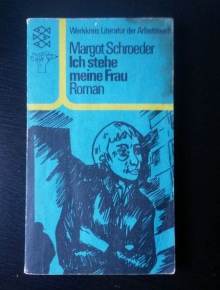 Werkkreis Literatur der Arbeitswelt
Margot Schroeder
Ich stehe
meine Frau
Roman